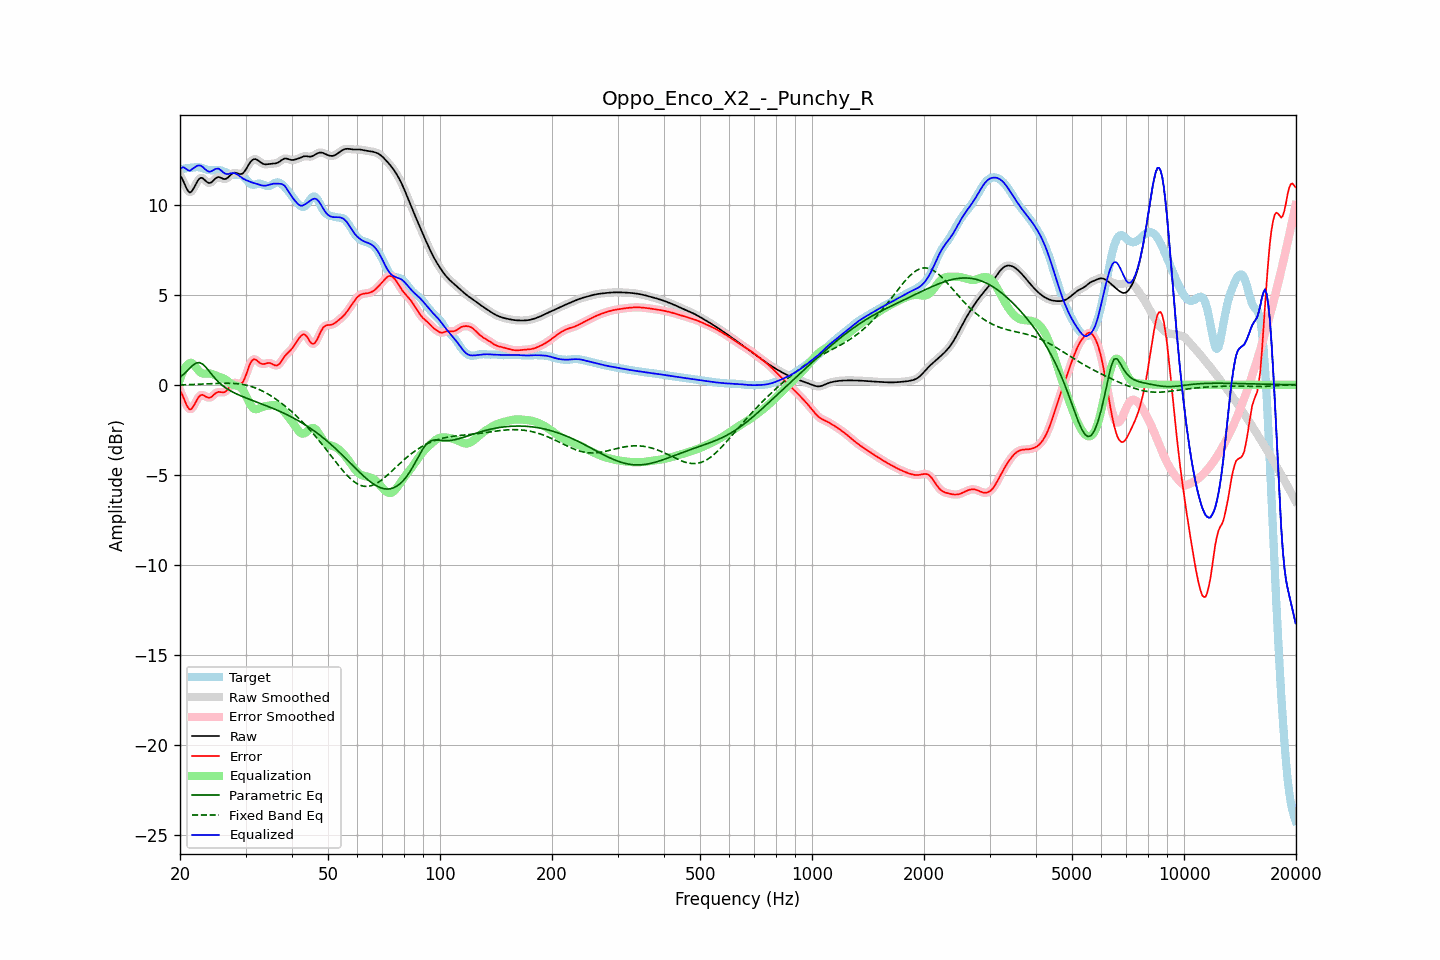 Oppo_Enco_X2_-_Punchy_R
Amplitude (dBr)
10
5
0
−5
−10
−15
−20
−25
Target
Raw Smoothed
Error Smoothed
Raw
Error
Equalization
Parametric Eq
Fixed Band Eq
Equalized
20 50 100 200 500 1000 2000 5000 10000 20000
Frequency (Hz)